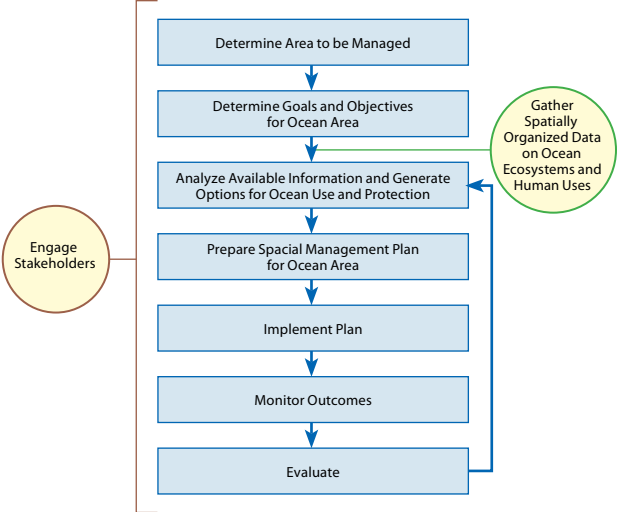 Determine Area to be Managed
Determine Goals and Objectives
for Ocean Area
Gather
Spatially
Organized Data
on Ocean
Ecosystems and
Human Uses
Analyze Available Information and Generate
Options for Ocean Use and Protection
Engage
Stakeholders
Prepare Spacial Management Plan
for Ocean Area
Implement Plan
Monitor Outcomes
Evaluate